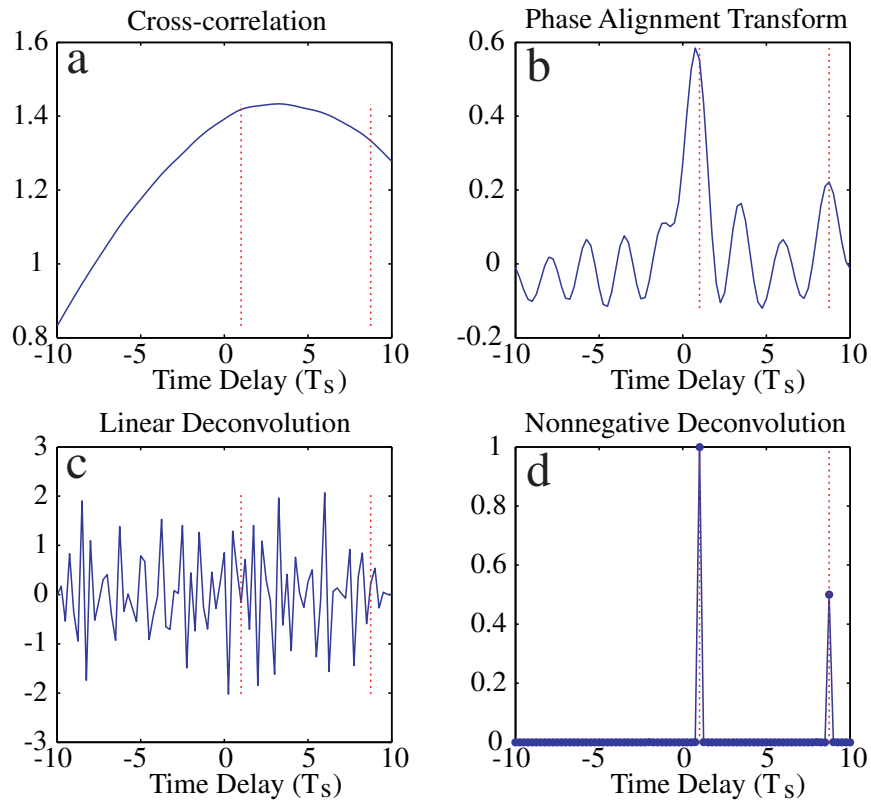 Cross-correlation
a
1.6
1.4
1.2
1
0.8
-10 -5 0 5 10
Time Delay (Ts)
Phase Alignment Transform
b
0.6
0.4
0.2
0
-0.2
-10 -5 0 5 10
Time Delay (Ts)
Linear Deconvolution
c
3
2
1
0
-1
-2
-3
-10 -5 0 5 10
Time Delay (Ts)
Nonnegative Deconvolution
d
1
0.8
0.6
0.4
0.2
0
-10 -5 0 5 10
Time Delay (Ts)